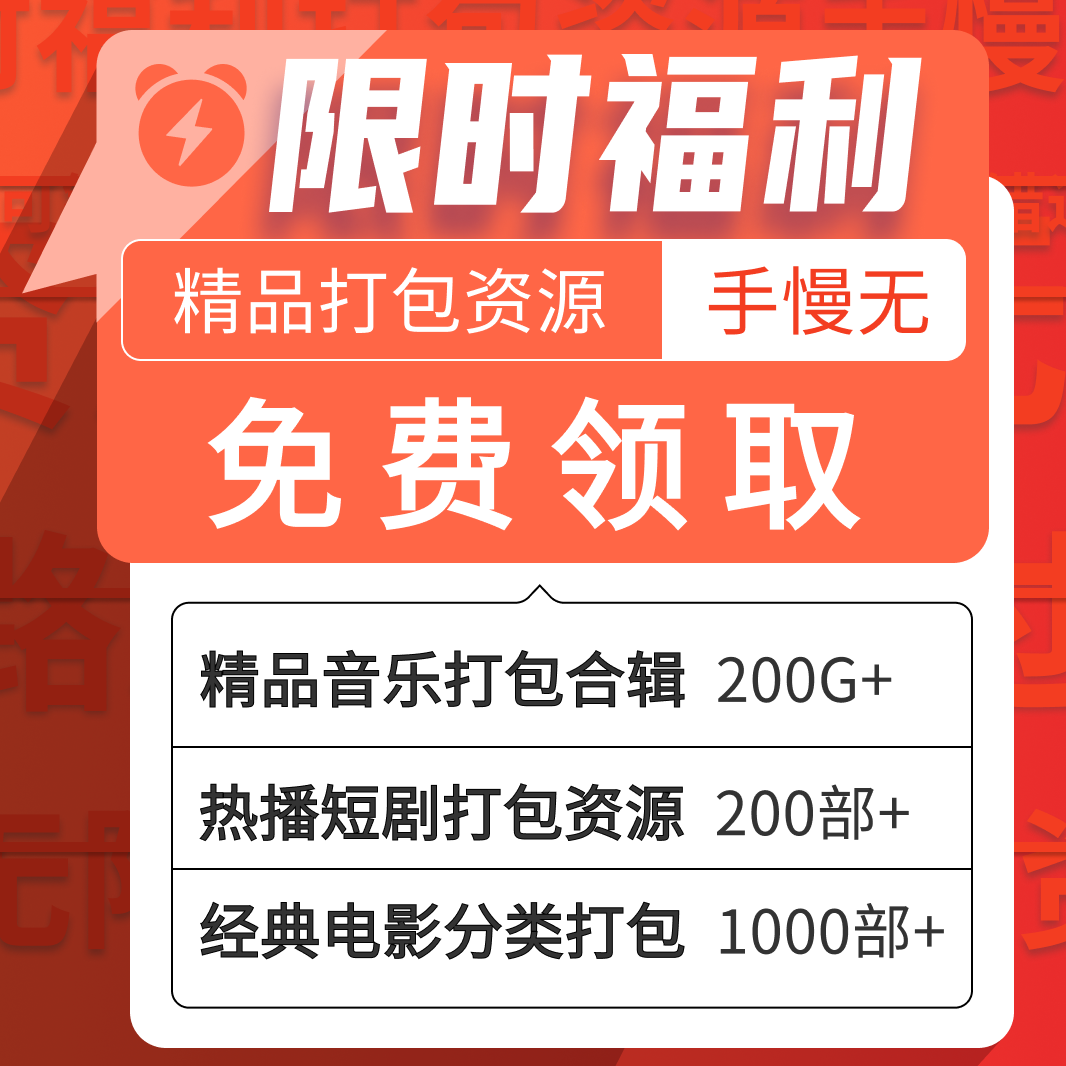 限时福利
精品打包资源 手慢无
免费领取
精品音乐打包合辑 200G+
热播短剧打包资源 200部+
经典电影分类打包 1000部+